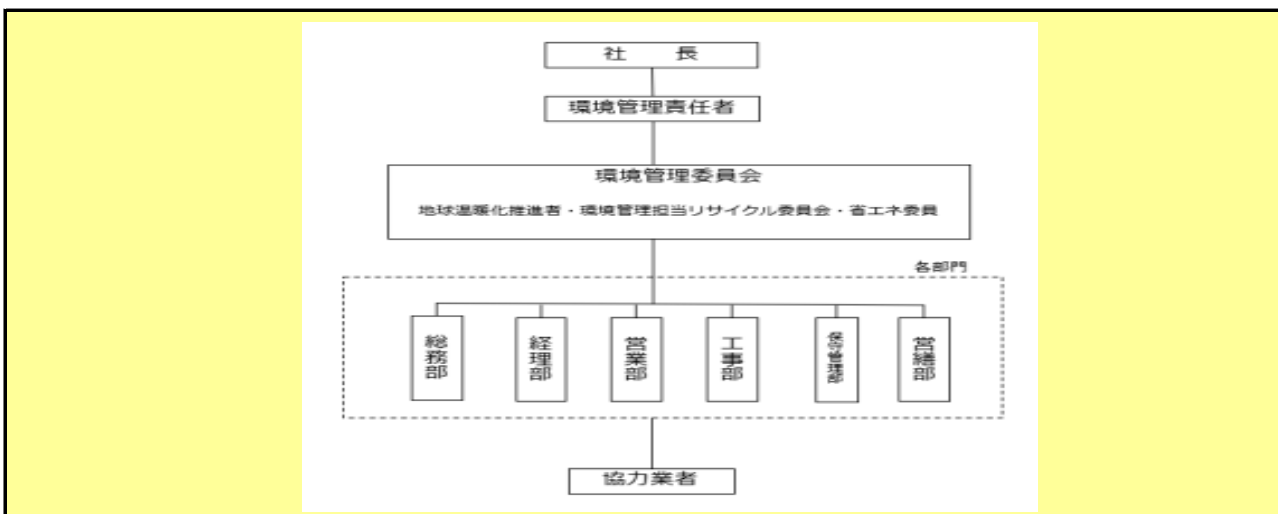 社　長
環境管理責任者
環境管理委員会
地球温暖化推進者・環境管理担当リサイクル委員会・省エネ委員
各部門
総務部
経理部
営業部
工事部
保守管理部
営繕部
協力業者